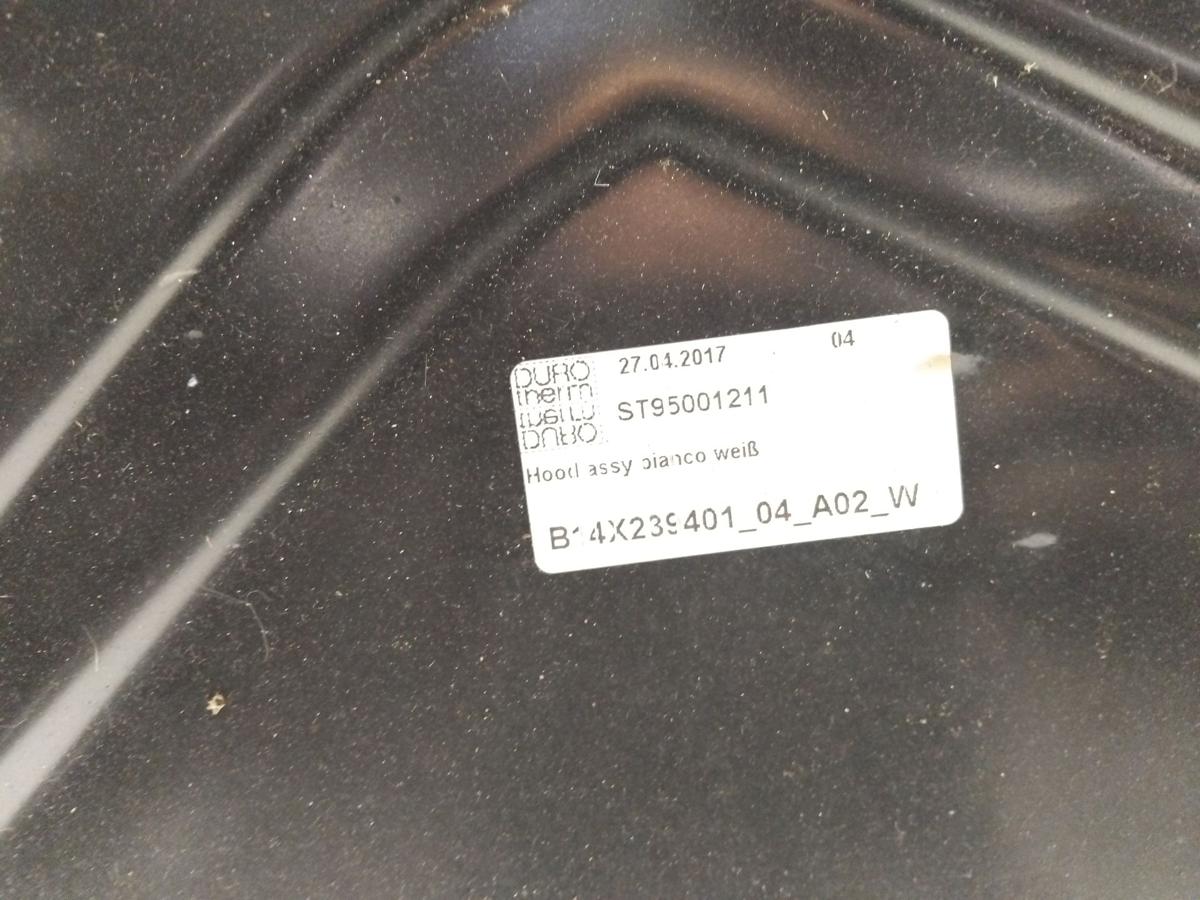 DURO
therm
27.04.2017
04
ST95001211
Hood assy bianco weiß
B14X239401_04_A02_W